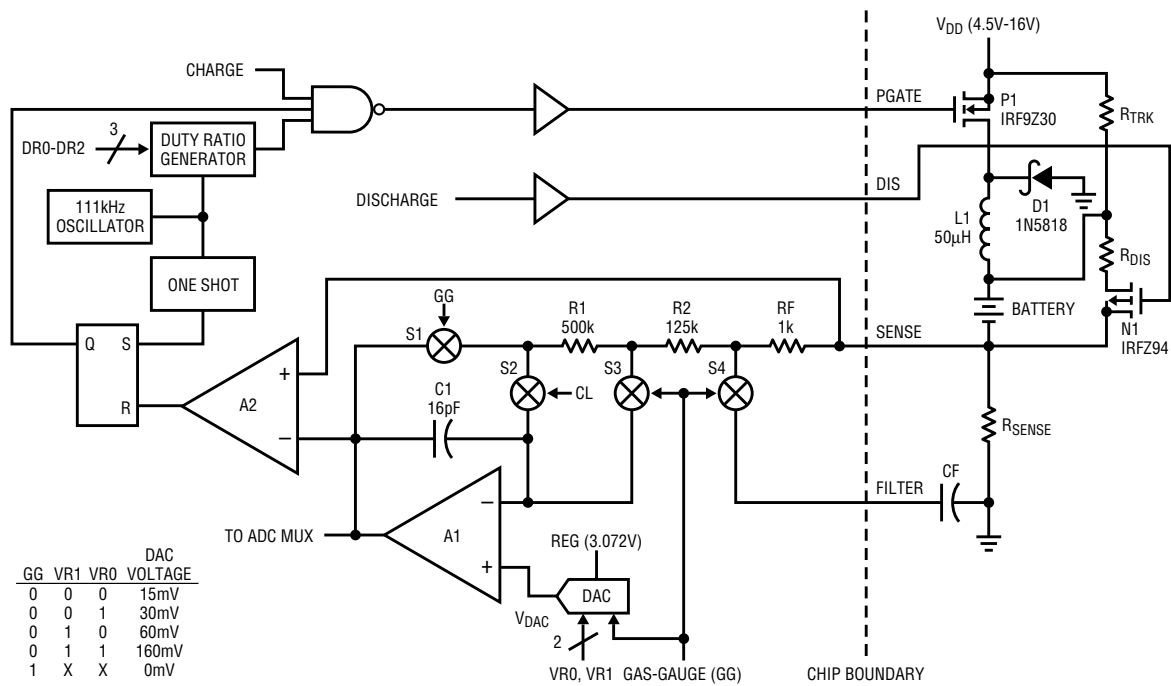 V_DD (4.5V-16V)
CHARGE
PGATE
P1
IRF9Z30
R_TRK
3
DR0-DR2
DUTY RATIO
GENERATOR
DISCHARGE
DIS
111kHz
OSCILLATOR
L1
50µH
D1
1N5818
R_DIS
ONE SHOT
GG
R1
500k
R2
125k
RF
1k
BATTERY
N1
IRFZ94
SENSE
Q
S
R
S1
S2
CL
S3
S4
A2
+
−
C1
16pF
R_SENSE
CF
FILTER
TO ADC MUX
A1
−
+
REG (3.072V)
DAC
V_DAC
2
VR0, VR1
GAS-GAUGE (GG)
CHIP BOUNDARY
DAC
GG VR1 VR0 VOLTAGE
0 0 0 15mV
0 0 1 30mV
0 1 0 60mV
0 1 1 160mV
1 X X 0mV